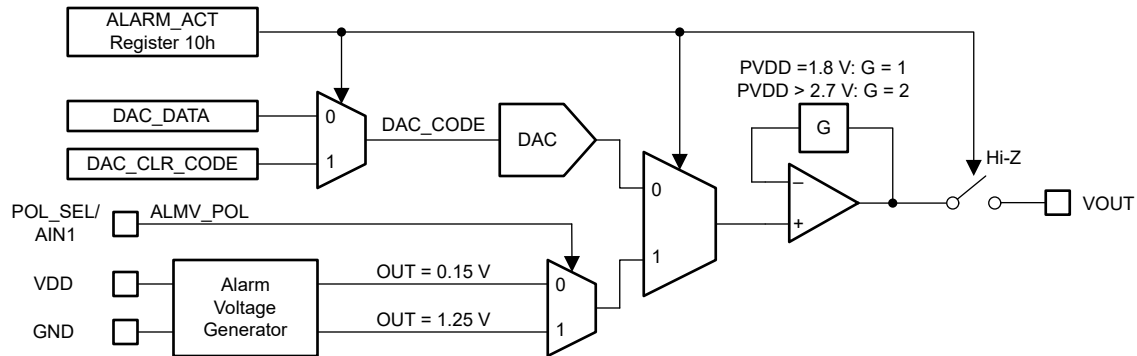 ALARM_ACT
Register 10h
PVDD =1.8 V: G = 1
PVDD > 2.7 V: G = 2
DAC_DATA
0
DAC_CODE
DAC
G
DAC_CLR_CODE
1
Hi-Z
0
–
VOUT
POL_SEL/
AIN1
ALMV_POL
+
1
VDD
Alarm
Voltage
Generator
OUT = 0.15 V
0
GND
OUT = 1.25 V
1